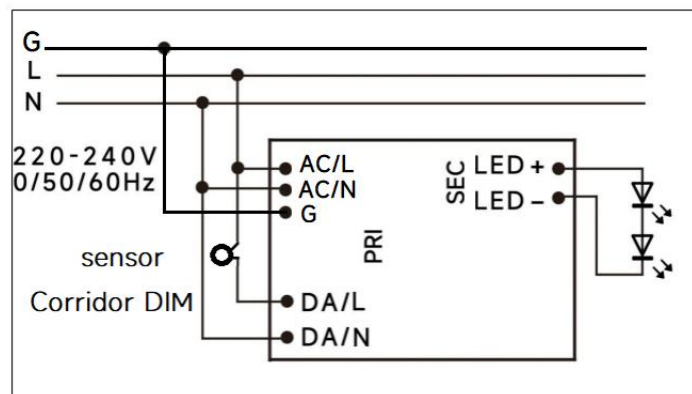 G
L
N
220-240V
0/50/60Hz
AC/L
AC/N
G
PRI
SEC
LED +
LED -
sensor
Corridor DIM
DA/L
DA/N